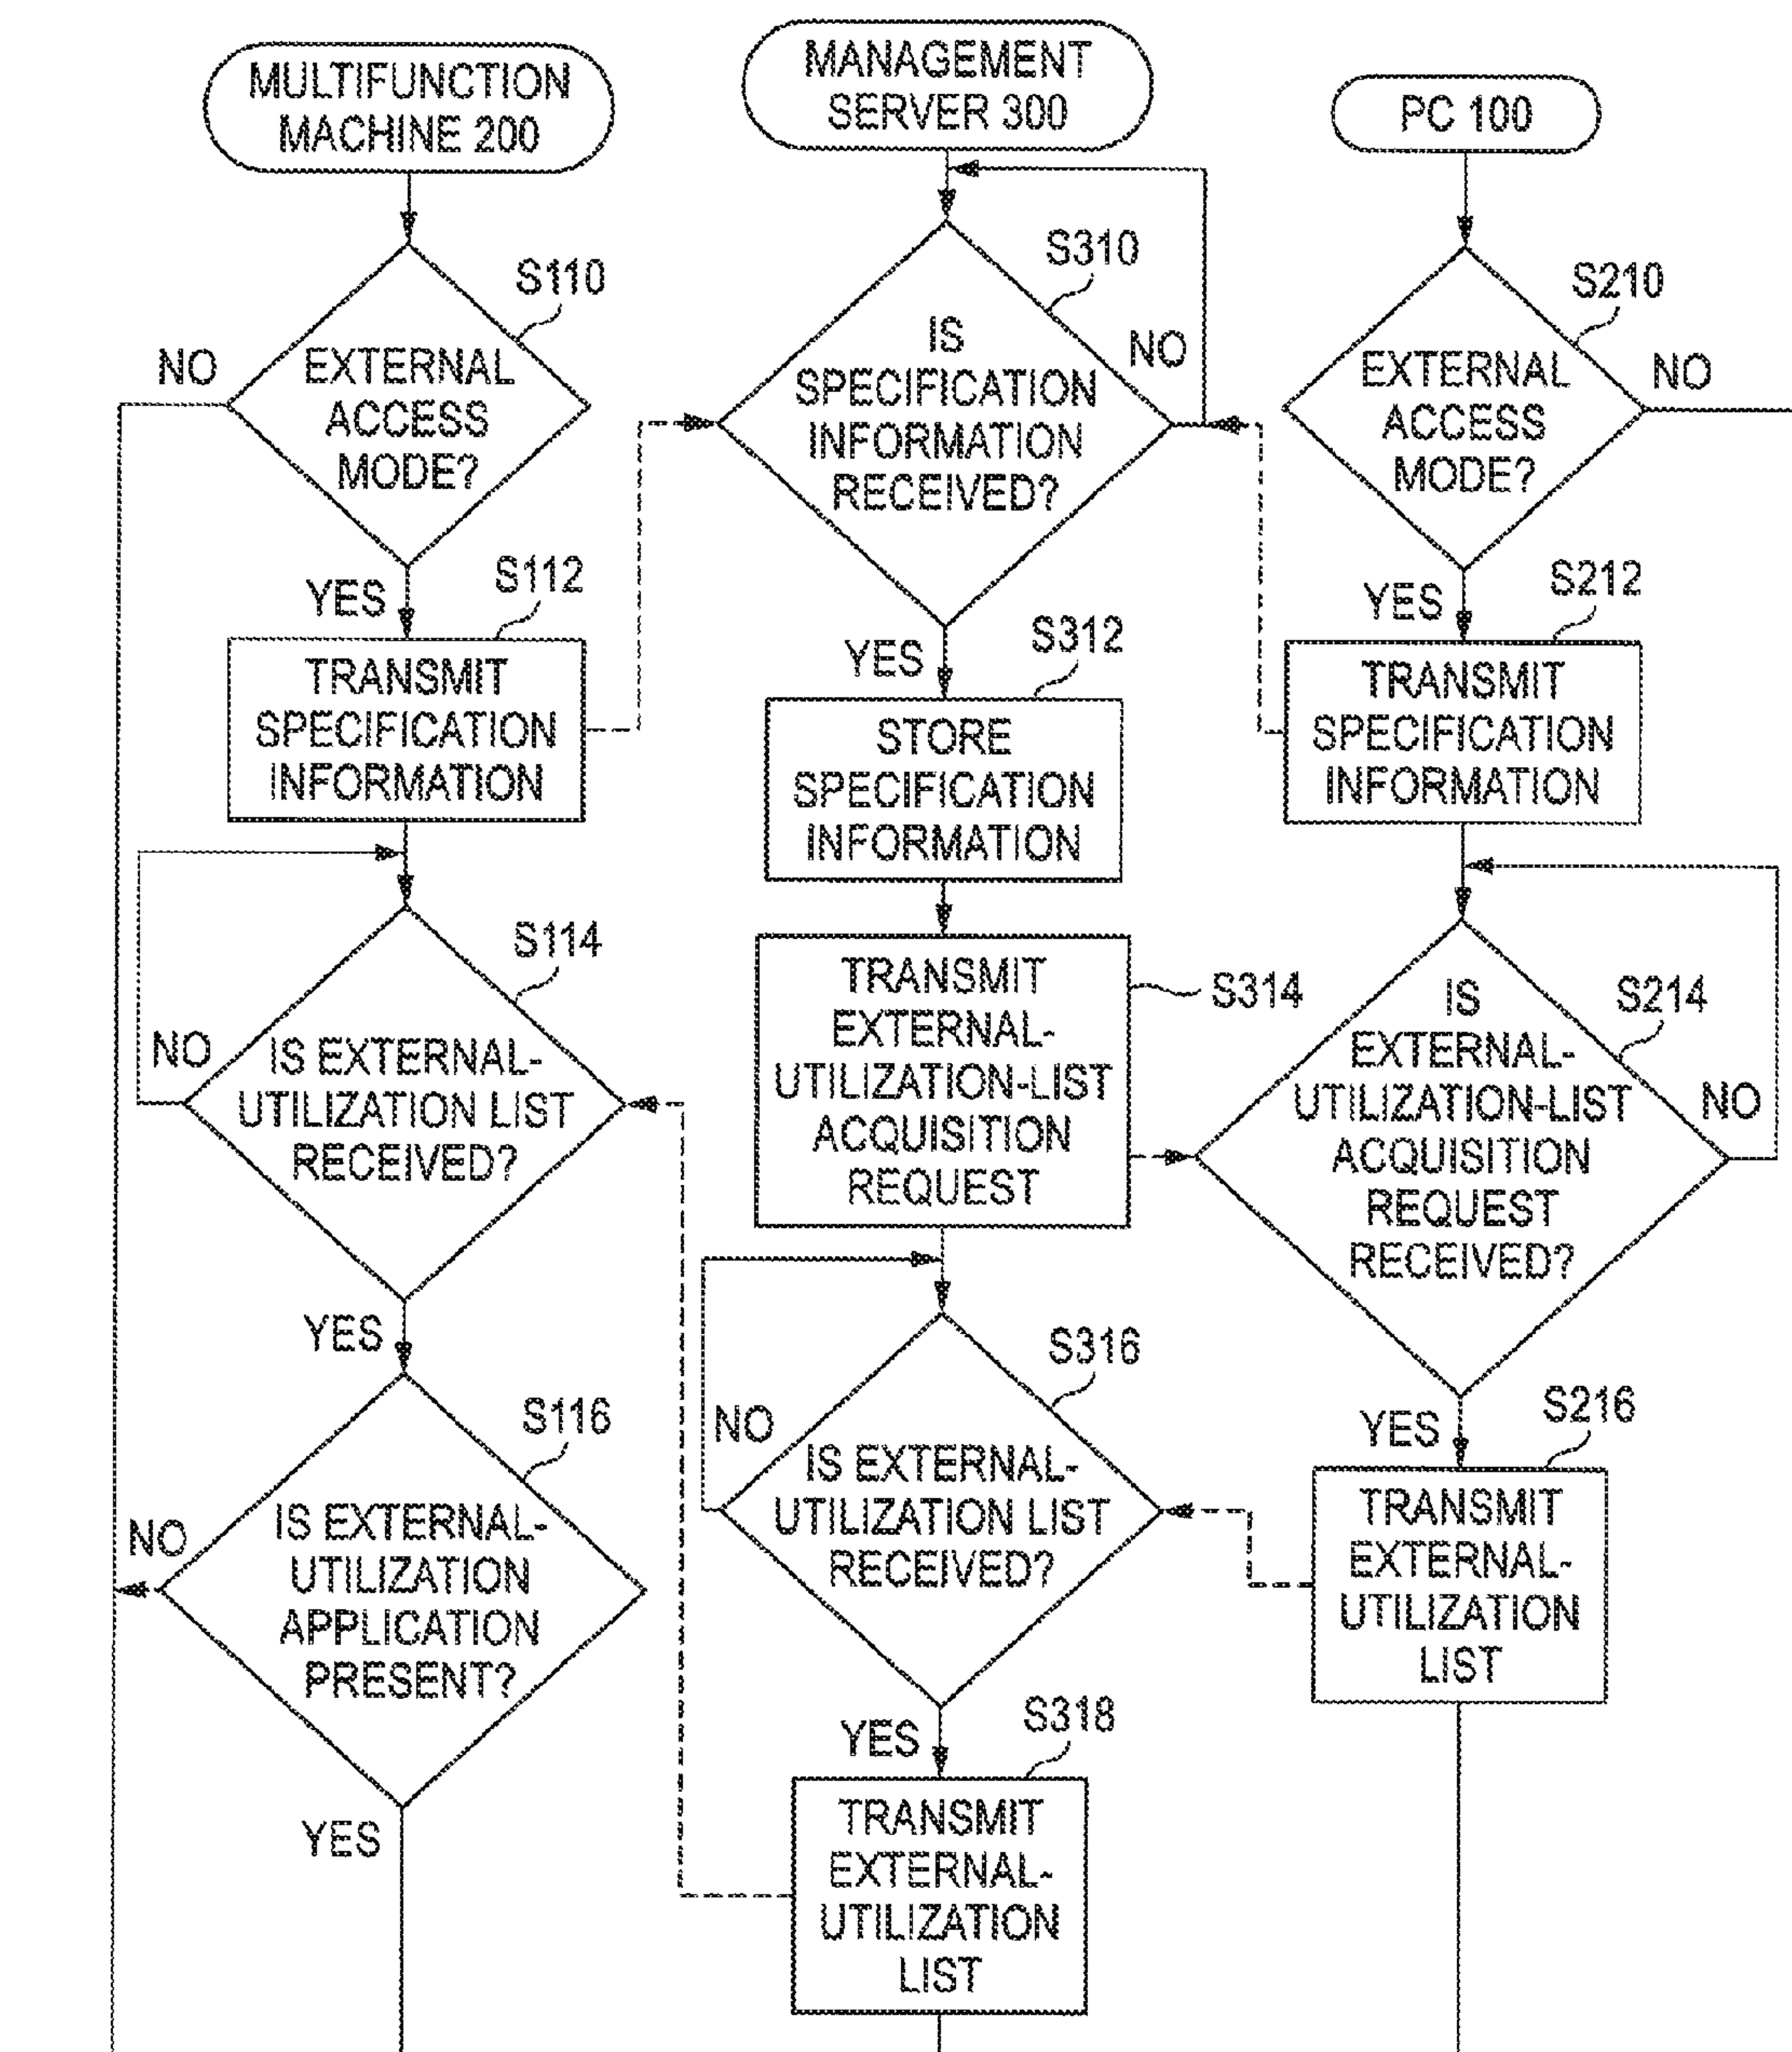 MULTIFUNCTION
MACHINE 200
S110
NO
EXTERNAL
ACCESS
MODE?
YES
S112
TRANSMIT
SPECIFICATION
INFORMATION
S114
NO
IS EXTERNAL-
UTILIZATION LIST
RECEIVED?
YES
S116
NO
IS EXTERNAL-
UTILIZATION
APPLICATION
PRESENT?
YES
MANAGEMENT
SERVER 300
S310
IS
SPECIFICATION
INFORMATION
RECEIVED?
NO
YES
S312
STORE
SPECIFICATION
INFORMATION
TRANSMIT
EXTERNAL-
UTILIZATION-LIST
ACQUISITION
REQUEST
S314
S316
NO
IS EXTERNAL-
UTILIZATION LIST
RECEIVED?
YES
S318
TRANSMIT
EXTERNAL-
UTILIZATION
LIST
PC 100
S210
EXTERNAL
ACCESS
MODE?
NO
YES
S212
TRANSMIT
SPECIFICATION
INFORMATION
S214
IS
EXTERNAL-
UTILIZATION-LIST
ACQUISITION
REQUEST
RECEIVED?
NO
YES
S216
TRANSMIT
EXTERNAL-
UTILIZATION
LIST